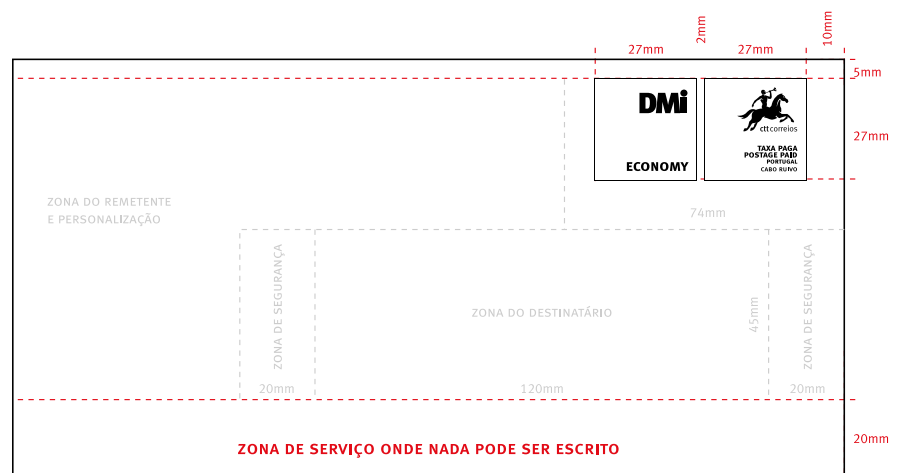 27mm
2mm
27mm
10mm
5mm
27mm
DMi
ECONOMY
ctt correios
TAXA PAGA
POSTAGE PAID
PORTUGAL
CABO RUIVO
ZONA DO REMETENTE
E PERSONALIZAÇÃO
74mm
ZONA DE SEGURANÇA
20mm
ZONA DO DESTINATÁRIO
120mm
45mm
ZONA DE SEGURANÇA
20mm
ZONA DE SERVIÇO ONDE NADA PODE SER ESCRITO
20mm